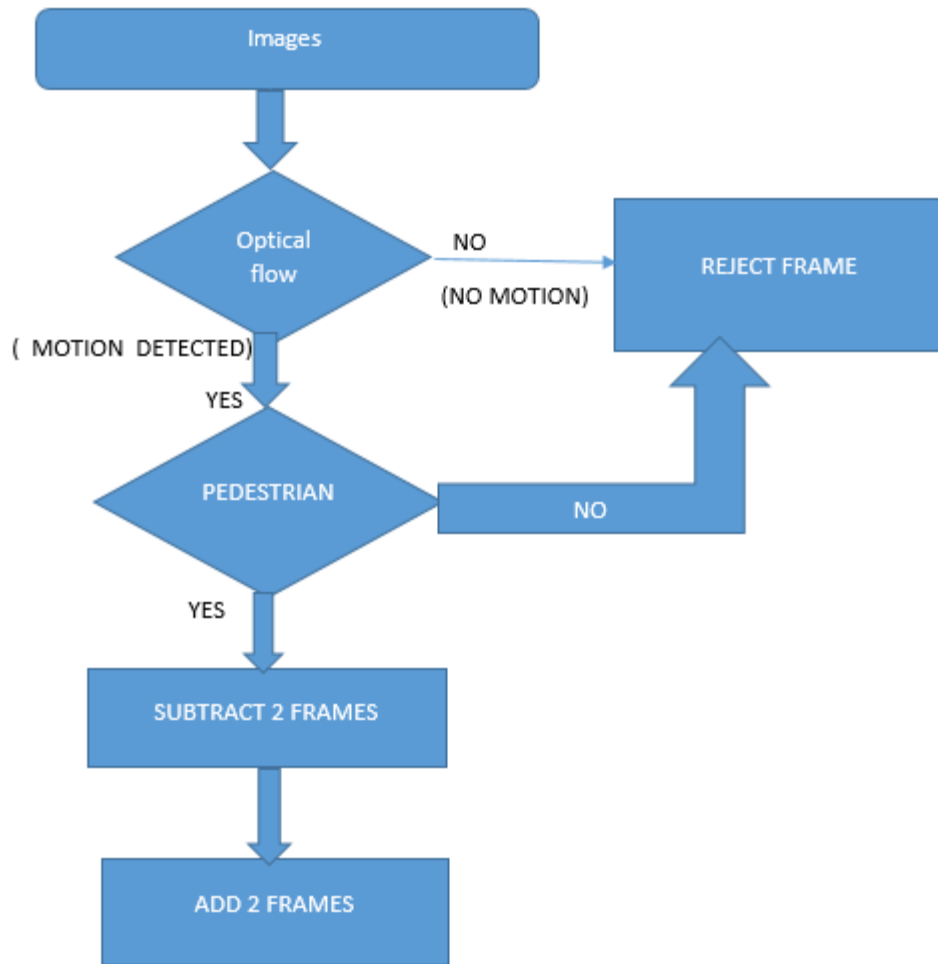 Images
Optical
flow
NO
(NO MOTION)
REJECT FRAME
( MOTION DETECTED)
YES
PEDESTRIAN
NO
YES
SUBTRACT 2 FRAMES
ADD 2 FRAMES